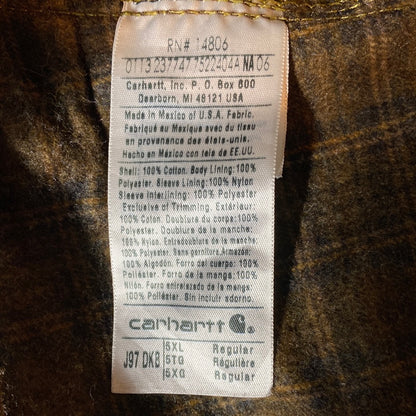 RN# 14806
0113 237747 7522404A NA 06
Carhartt, Inc. P. O. Box 600
Dearborn, MI 48121 USA
Made in Mexico of U.S.A. Fabric.
Fabriqué au Mexique avec du tissu
en provenance des états-unis.
Hecho en México con tela de EE.UU.
Shell: 100% Cotton. Body Lining: 100%
Polyester. Sleeve Lining: 100% Nylon
Sleeve Interlining: 100% Polyester
Exclusive of Trimming. Extérieur:
100% Coton. Doublure du corps: 100%
Polyester. Doublure de la manche:
100% Nylon. Entredoublure de la manche:
100% Polyester. Sans garniture. Armazón:
100% Algodón. Forro del cuerpo: 100%
Poliéster. Forro de la manga: 100%
Nylon. Forro entrelazado de la manga:
100% Poliéster. Sin incluir adorno.
carhartt
J97 DKB
5XL Regular
5TG Régulière
5XG Regular